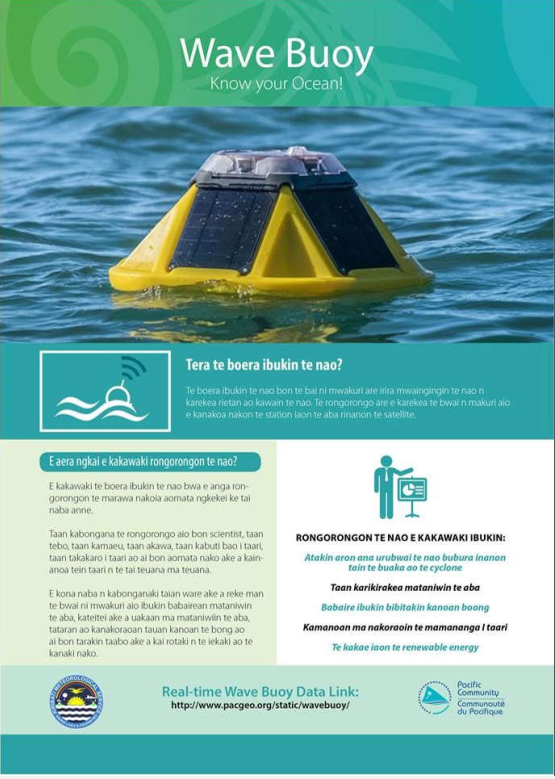 Wave Buoy
Know your Ocean!
Tera te boera ibukin te nao?
Te boera ibukin te nao bon te bai ni mwakuri are irira mwaingingin te nao n
karekea rietan ao kawain te nao. Te rongorongo are e karekea te bwai n makuri aio
e kanakoa nakon te station iaon te aba rinanon te satellite.
E aera ngkai e kakawaki rongorongon te nao?
E kakawaki te boera ibukin te nao bwa e anga ron-
gorongon te marawa nakoia aomata ngkekei ke tai
naba anne.
Taan kabongana te rongorongo aio bon scientist, taan
tebo, taan kamaeu, taan akawa, taan kabuti bao i taari,
taan takakaro i taari ao ai bon aomata nako ake a kain-
anoa tein taari n te tai teuana ma teuana.
E kona naba n kabonganaki taian ware ake a reke man
te bwai ni mwakuri aio ibukin babairean mataniwin
te aba, kateitei ake a uakaan ma mataniwiin te aba,
tataran ao kanakoraoan tauan kanoan te bong ao
ai bon tarakin taabo ake a kai rotaki n te iekaki ao te
kanaki nako.
RONGORONGON TE NAO E KAKAWAKI IBUKIN:
Atakin aron ana urubwai te nao bubura inanon
tain te buaka ao te cyclone
Taan karikirakea mataniwin te aba
Babaire ibukin bibitakin kanoan boong
Kamanoan ma nakoraoin te mamananga I taari
Te kakae iaon te renewable energy
Real-time Wave Buoy Data Link:
http://www.pacgeo.org/static/wavebuoy/
Pacific
Community
Communauté
du Pacifique